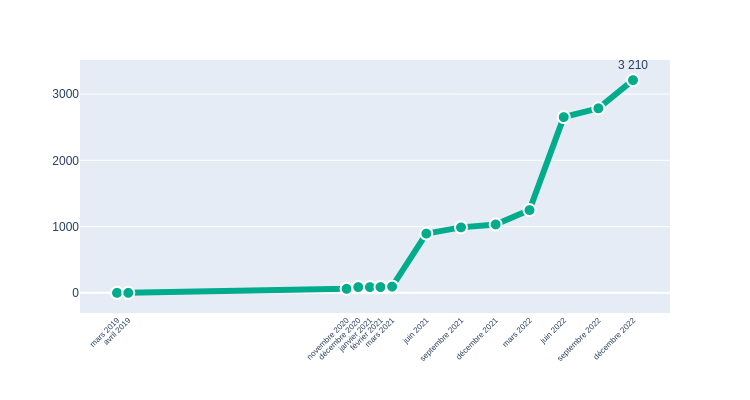 3 210
3000
2000
1000
0
mars 2019
avril 2019
novembre 2020
décembre 2020
janvier 2021
février 2021
mars 2021
juin 2021
septembre 2021
décembre 2021
mars 2022
juin 2022
septembre 2022
décembre 2022